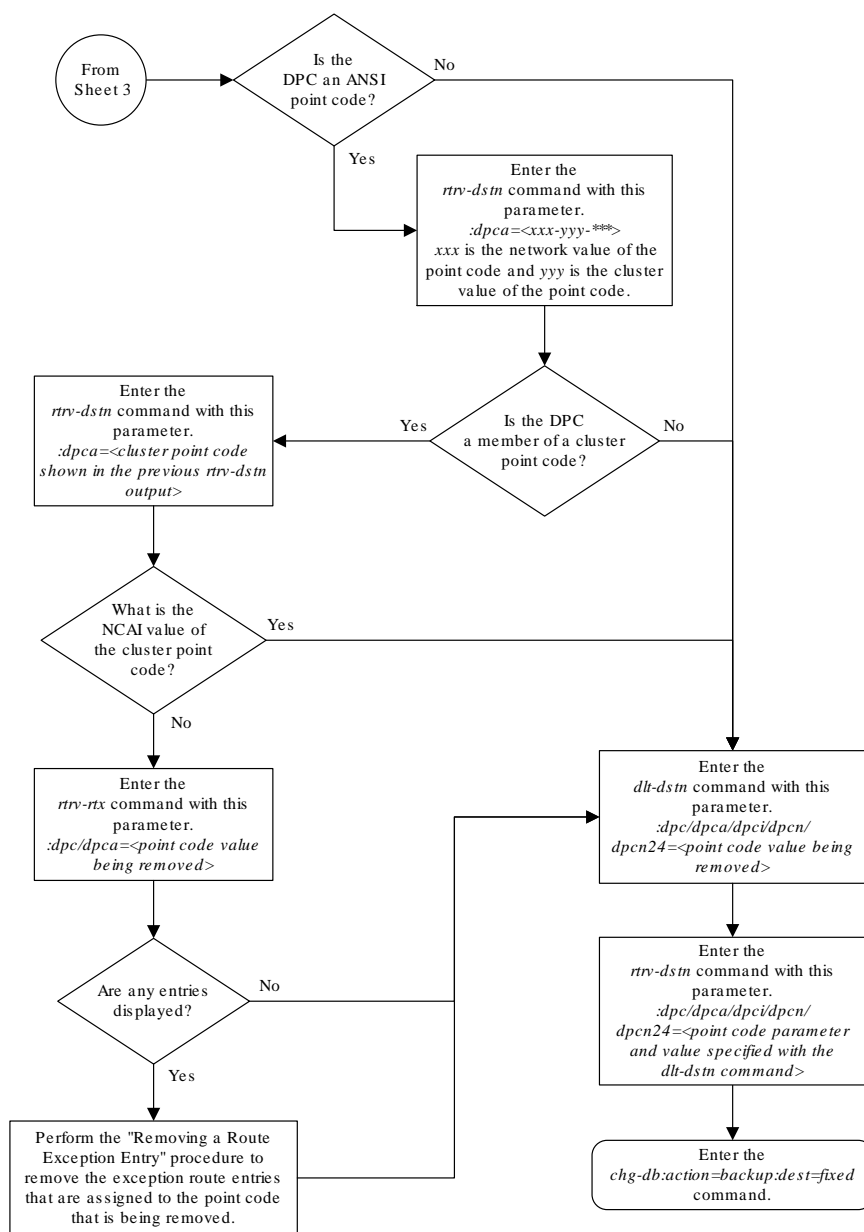 From
Sheet 3
Is the
DPC an ANSI
point code?
No
Yes
Enter the
rtrv-dstn command with this
parameter.
:dpca=<xxx-yyy-***>
xxx is the network value of the
point code and yyy is the cluster
value of the point code.
Is the DPC
a member of a cluster
point code?
Yes
No
Enter the
rtrv-dstn command with this
parameter.
:dpca=<cluster point code
shown in the previous rtrv-dstn
output>
What is the
NCAI value of
the cluster point
code?
Yes
No
Enter the
rtrv-rtx command with this
parameter.
:dpc/dpca=<point code value
being removed>
Are any entries
displayed?
No
Yes
Perform the "Removing a Route
Exception Entry" procedure to
remove the exception route entries
that are assigned to the point code
that is being removed.
Enter the
dlt-dstn command with this
parameter.
:dpc/dpca/dpci/dpcn/
dpcn24=<point code value being
removed>
Enter the
rtrv-dstn command with this
parameter.
:dpc/dpca/dpci/dpcn/
dpcn24=<point code parameter
and value specified with the
dlt-dstn command>
Enter the
chg-db:action=backup:dest=fixed
command.